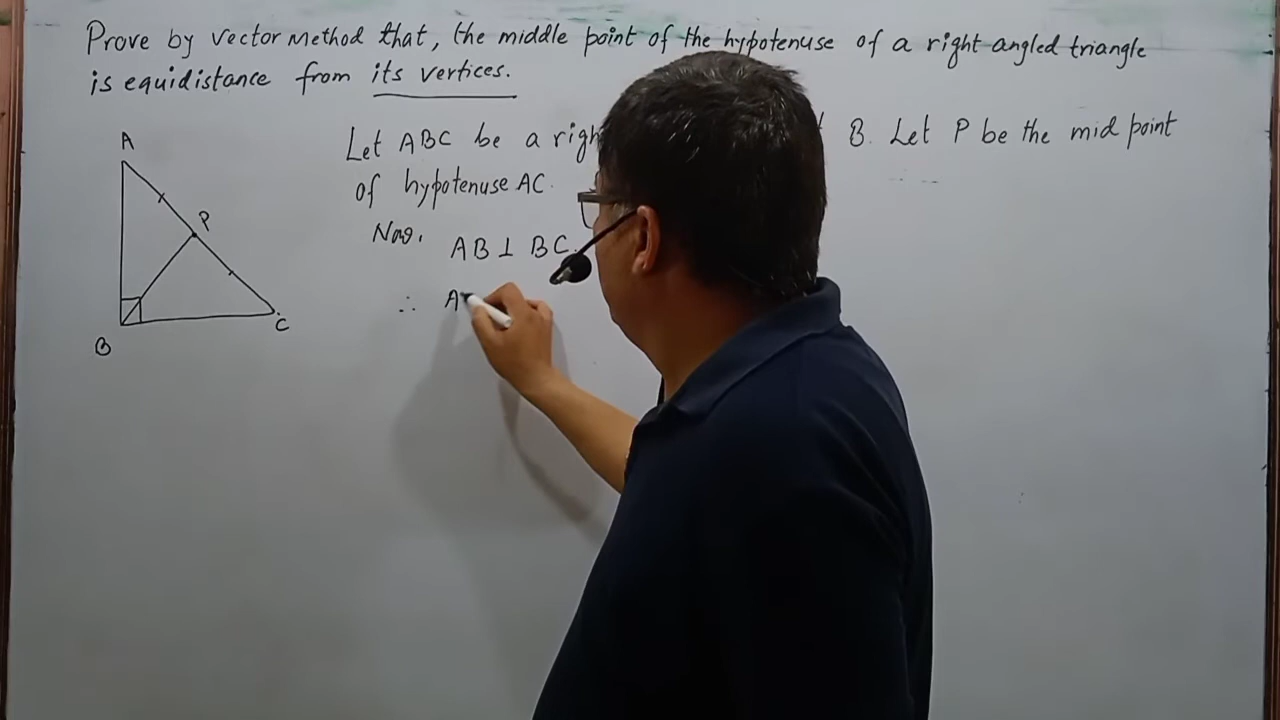 Prove by vector method that, the middle point of the hypotenuse of a right angled triangle
is equidistance from its vertices.
A
P
B
C
Let ABC be a righ B. Let P be the mid point
of hypotenuse AC.
Now, AB ⊥ BC.
∴ A